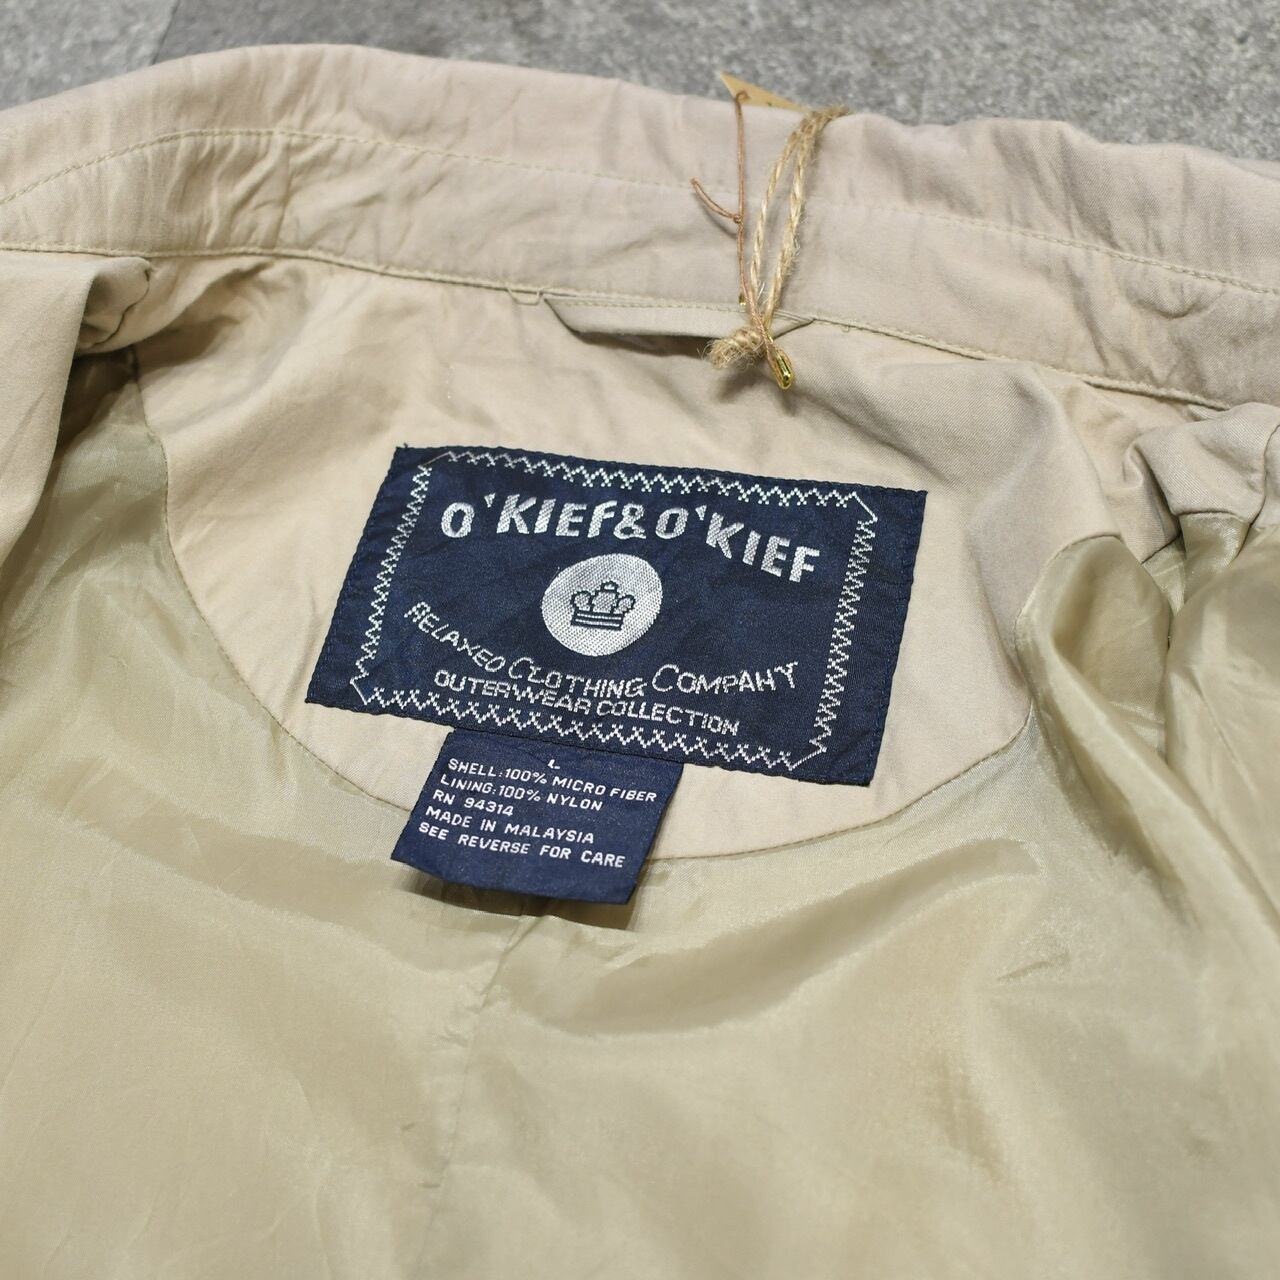 O'KIEF&O'KIEF
RELAXED CLOTHING COMPANY
OUTERWEAR COLLECTION
L
SHELL:100% MICRO FIBER
LINING:100% NYLON
RN 94314
MADE IN MALAYSIA
SEE REVERSE FOR CARE